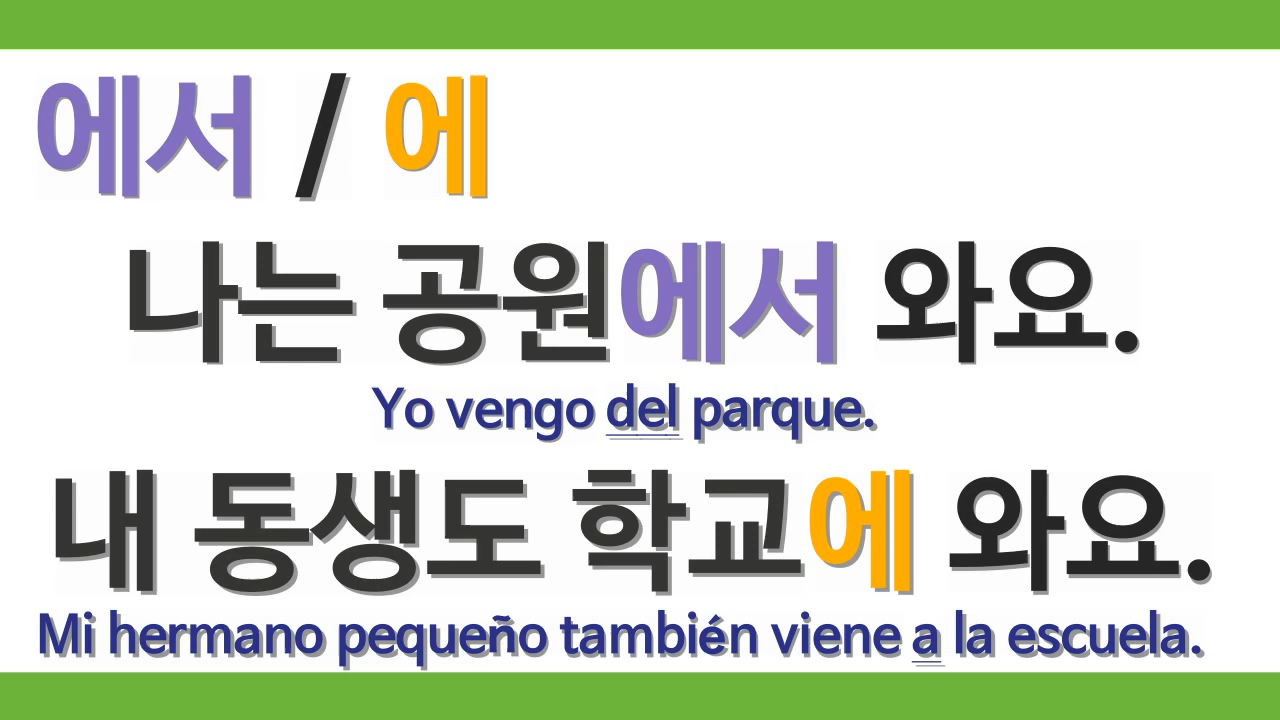 에서 / 에
나는 공원에서 와요.
Yo vengo del parque.
내 동생도 학교에 와요.
Mi hermano pequeño también viene a la escuela.